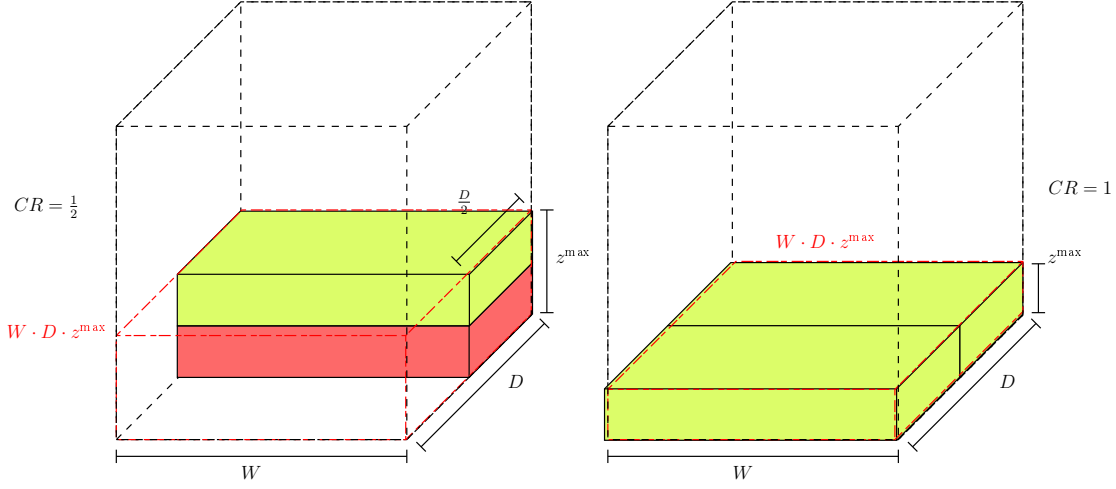 CR = 1/2
D/2
z^max
W · D · z^max
D
W
CR = 1
W · D · z^max
z^max
D
W